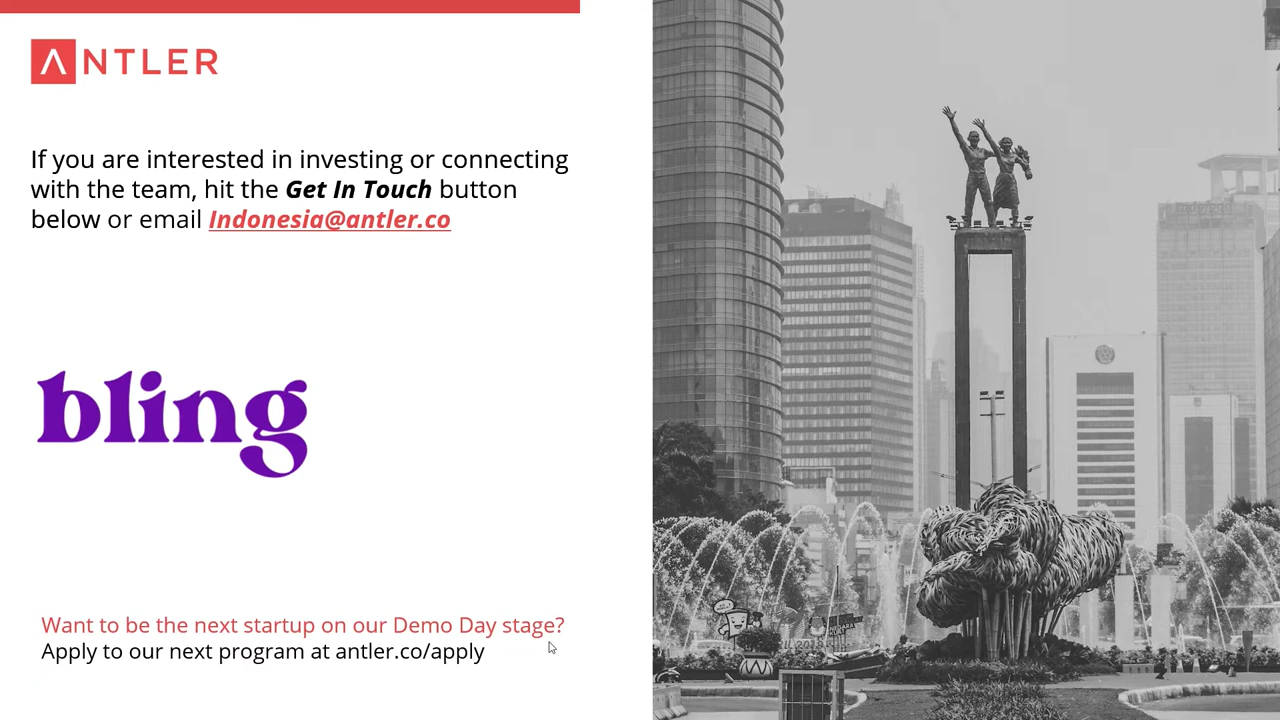 ANTLER
If you are interested in investing or connecting
with the team, hit the Get In Touch button
below or email Indonesia@antler.co
bling
Want to be the next startup on our Demo Day stage?
Apply to our next program at antler.co/apply